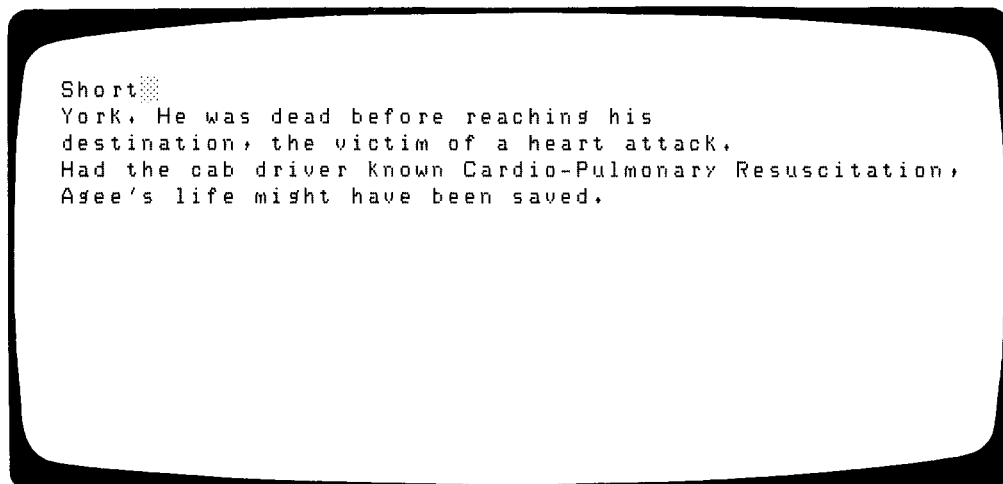 Short
York. He was dead before reaching his
destination, the victim of a heart attack.
Had the cab driver known Cardio-Pulmonary Resuscitation,
Agee's life might have been saved.